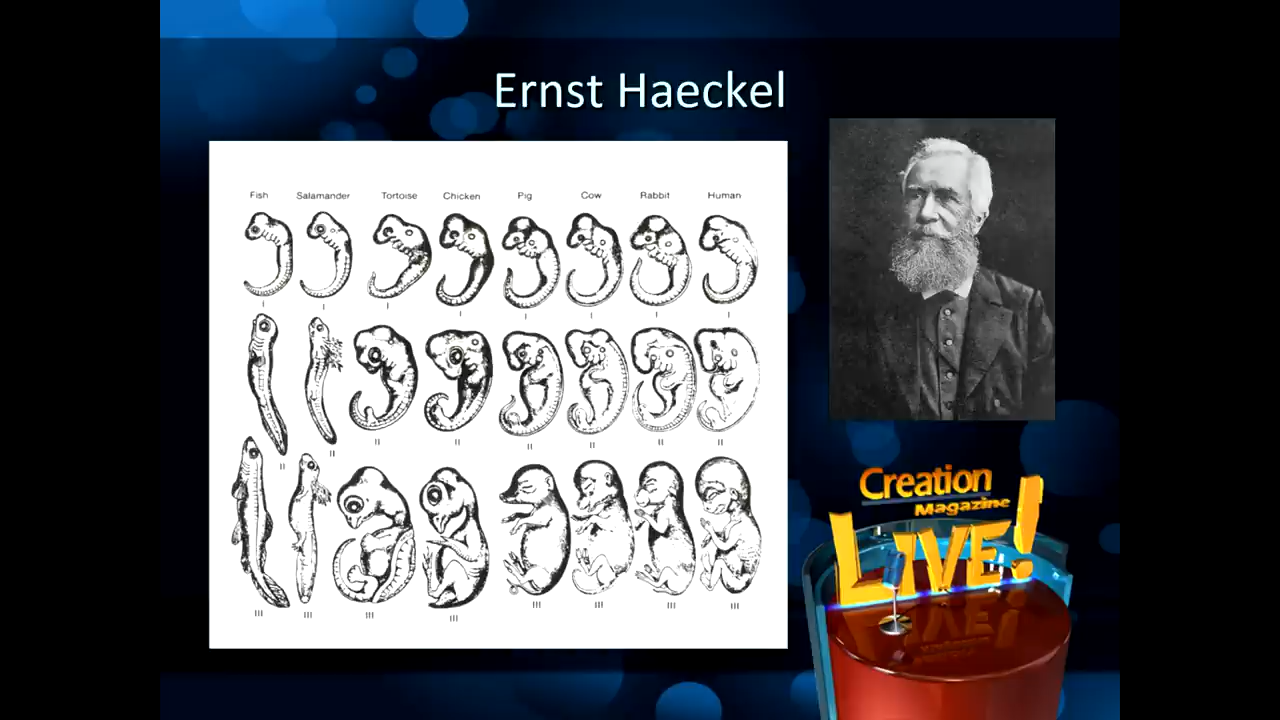 Ernst Haeckel
Fish Salamander Tortoise Chicken Pig Cow Rabbit Human
I I I I I I I I
II II II II II II II II
III III III III III III III III
Creation
Magazine
LIVE!